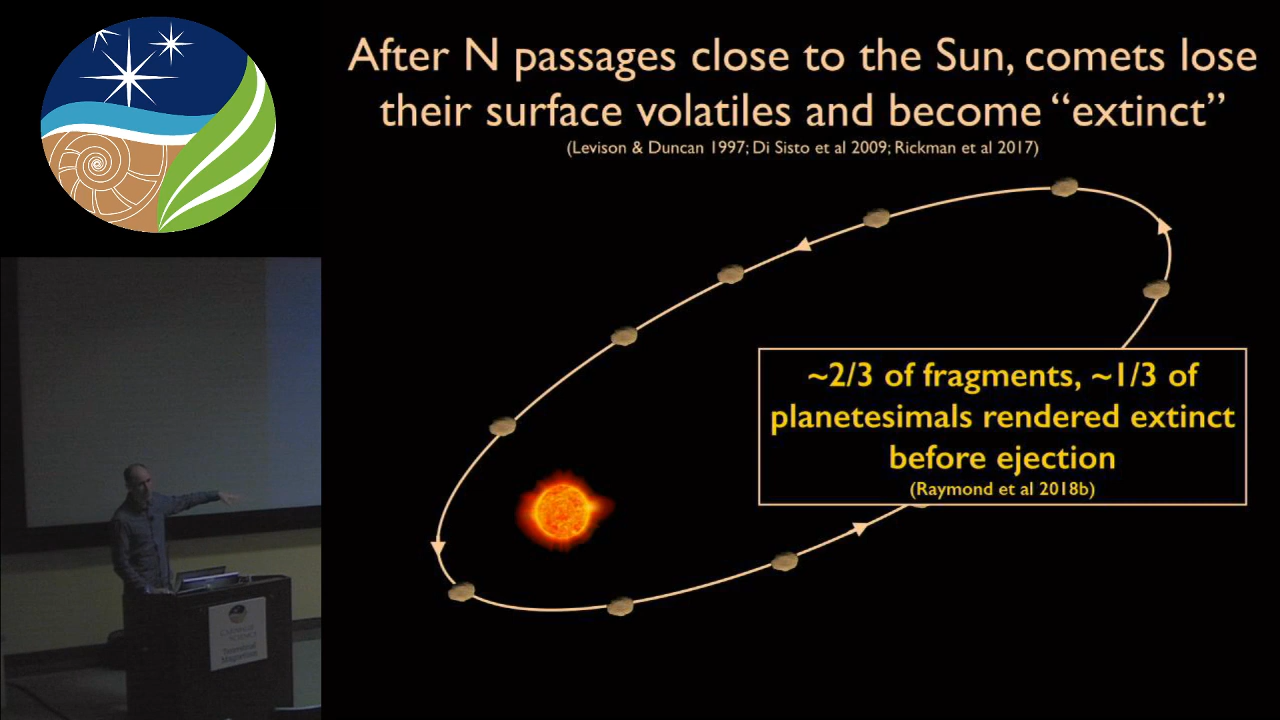 After N passages close to the Sun, comets lose
their surface volatiles and become “extinct”
(Levison & Duncan 1997; Di Sisto et al 2009; Rickman et al 2017)
~2/3 of fragments, ~1/3 of
planetesimals rendered extinct
before ejection
(Raymond et al 2018b)
Terrestrial
Magnetism